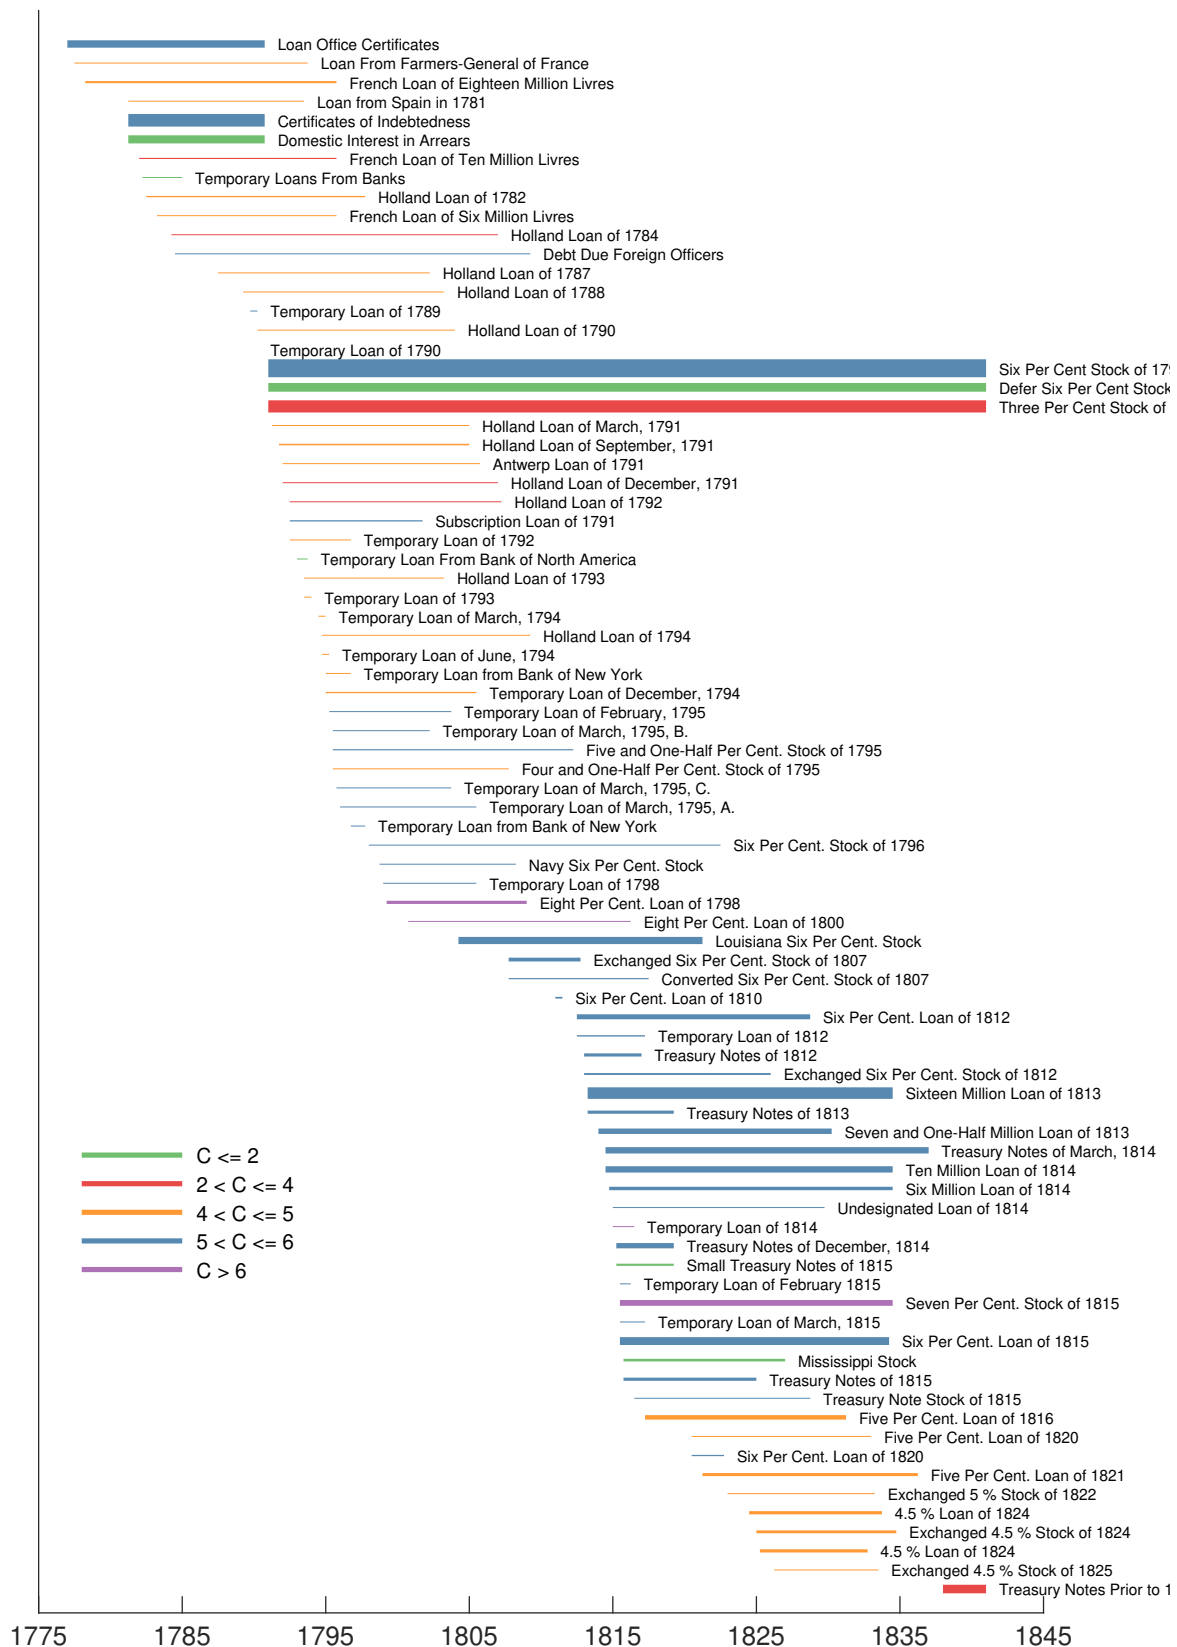 Loan Office Certificates
Loan From Farmers-General of France
French Loan of Eighteen Million Livres
Loan from Spain in 1781
Certificates of Indebtedness
Domestic Interest in Arrears
French Loan of Ten Million Livres
Temporary Loans From Banks
Holland Loan of 1782
French Loan of Six Million Livres
Holland Loan of 1784
Debt Due Foreign Officers
Holland Loan of 1787
Holland Loan of 1788
Temporary Loan of 1789
Holland Loan of 1790
Temporary Loan of 1790
Six Per Cent Stock of 17
Defer Six Per Cent Stock
Three Per Cent Stock of
Holland Loan of March, 1791
Holland Loan of September, 1791
Antwerp Loan of 1791
Holland Loan of December, 1791
Holland Loan of 1792
Subscription Loan of 1791
Temporary Loan of 1792
Temporary Loan From Bank of North America
Holland Loan of 1793
Temporary Loan of 1793
Temporary Loan of March, 1794
Holland Loan of 1794
Temporary Loan of June, 1794
Temporary Loan from Bank of New York
Temporary Loan of December, 1794
Temporary Loan of February, 1795
Temporary Loan of March, 1795, B.
Five and One-Half Per Cent. Stock of 1795
Four and One-Half Per Cent. Stock of 1795
Temporary Loan of March, 1795, C.
Temporary Loan of March, 1795, A.
Temporary Loan from Bank of New York
Six Per Cent. Stock of 1796
Navy Six Per Cent. Stock
Temporary Loan of 1798
Eight Per Cent. Loan of 1798
Eight Per Cent. Loan of 1800
Louisiana Six Per Cent. Stock
Exchanged Six Per Cent. Stock of 1807
Converted Six Per Cent. Stock of 1807
Six Per Cent. Loan of 1810
Six Per Cent. Loan of 1812
Temporary Loan of 1812
Treasury Notes of 1812
Exchanged Six Per Cent. Stock of 1812
Sixteen Million Loan of 1813
Treasury Notes of 1813
Seven and One-Half Million Loan of 1813
Treasury Notes of March, 1814
Ten Million Loan of 1814
Six Million Loan of 1814
Undesignated Loan of 1814
Temporary Loan of 1814
Treasury Notes of December, 1814
Small Treasury Notes of 1815
Temporary Loan of February 1815
Seven Per Cent. Stock of 1815
Temporary Loan of March, 1815
Six Per Cent. Loan of 1815
Mississippi Stock
Treasury Notes of 1815
Treasury Note Stock of 1815
Five Per Cent. Loan of 1816
Five Per Cent. Loan of 1820
Six Per Cent. Loan of 1820
Five Per Cent. Loan of 1821
Exchanged 5 % Stock of 1822
4.5 % Loan of 1824
Exchanged 4.5 % Stock of 1824
4.5 % Loan of 1824
Exchanged 4.5 % Stock of 1825
Treasury Notes Prior to 1
C <= 2
2 < C <= 4
4 < C <= 5
5 < C <= 6
C > 6
1775 1785 1795 1805 1815 1825 1835 1845